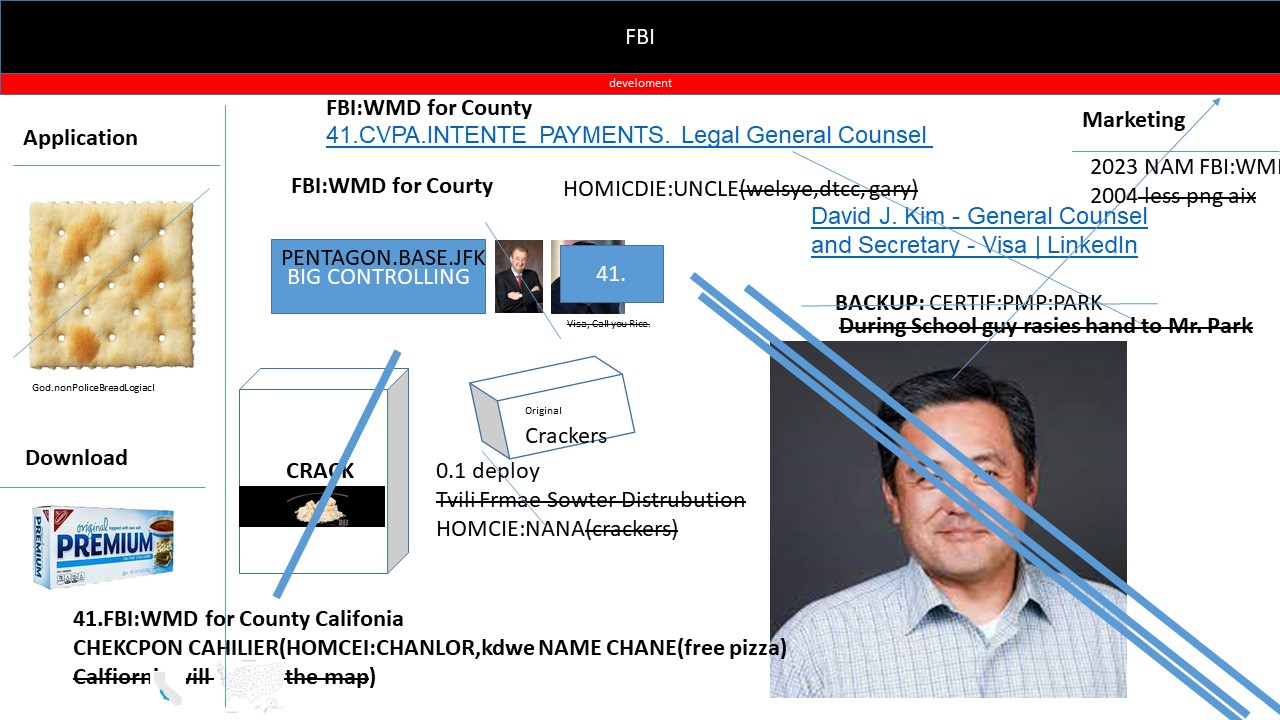 FBI
develoment
FBI:WMD for County
41.CVPA.INTENTE PAYMENTS. Legal General Counsel
Marketing
Application
2023 NAM FBI:WMI
2004 less png aix
FBI:WMD for Courty
HOMICDIE:UNCLE(welsye,dtcc, gary)
David J. Kim - General Counsel
and Secretary - Visa | LinkedIn
PENTAGON.BASE.JFK
BIG CONTROLLING
41.
BACKUP: CERTIF:PMP:PARK
During School guy rasies hand to Mr. Park
Visa, Call you Rice.
God.nonPoliceBreadLogiacl
Original
Crackers
Download
CRACK
0.1 deploy
Tvili Frmae Sowter Distrubution
HOMCIE:NANA(crackers)
original
PREMIUM
PREMIUM
41.FBI:WMD for County Califonia
CHEKCPON CAHILIER(HOMCEI:CHANLOR,kdwe NAME CHANE(free pizza)
Calfiorni vill the map)